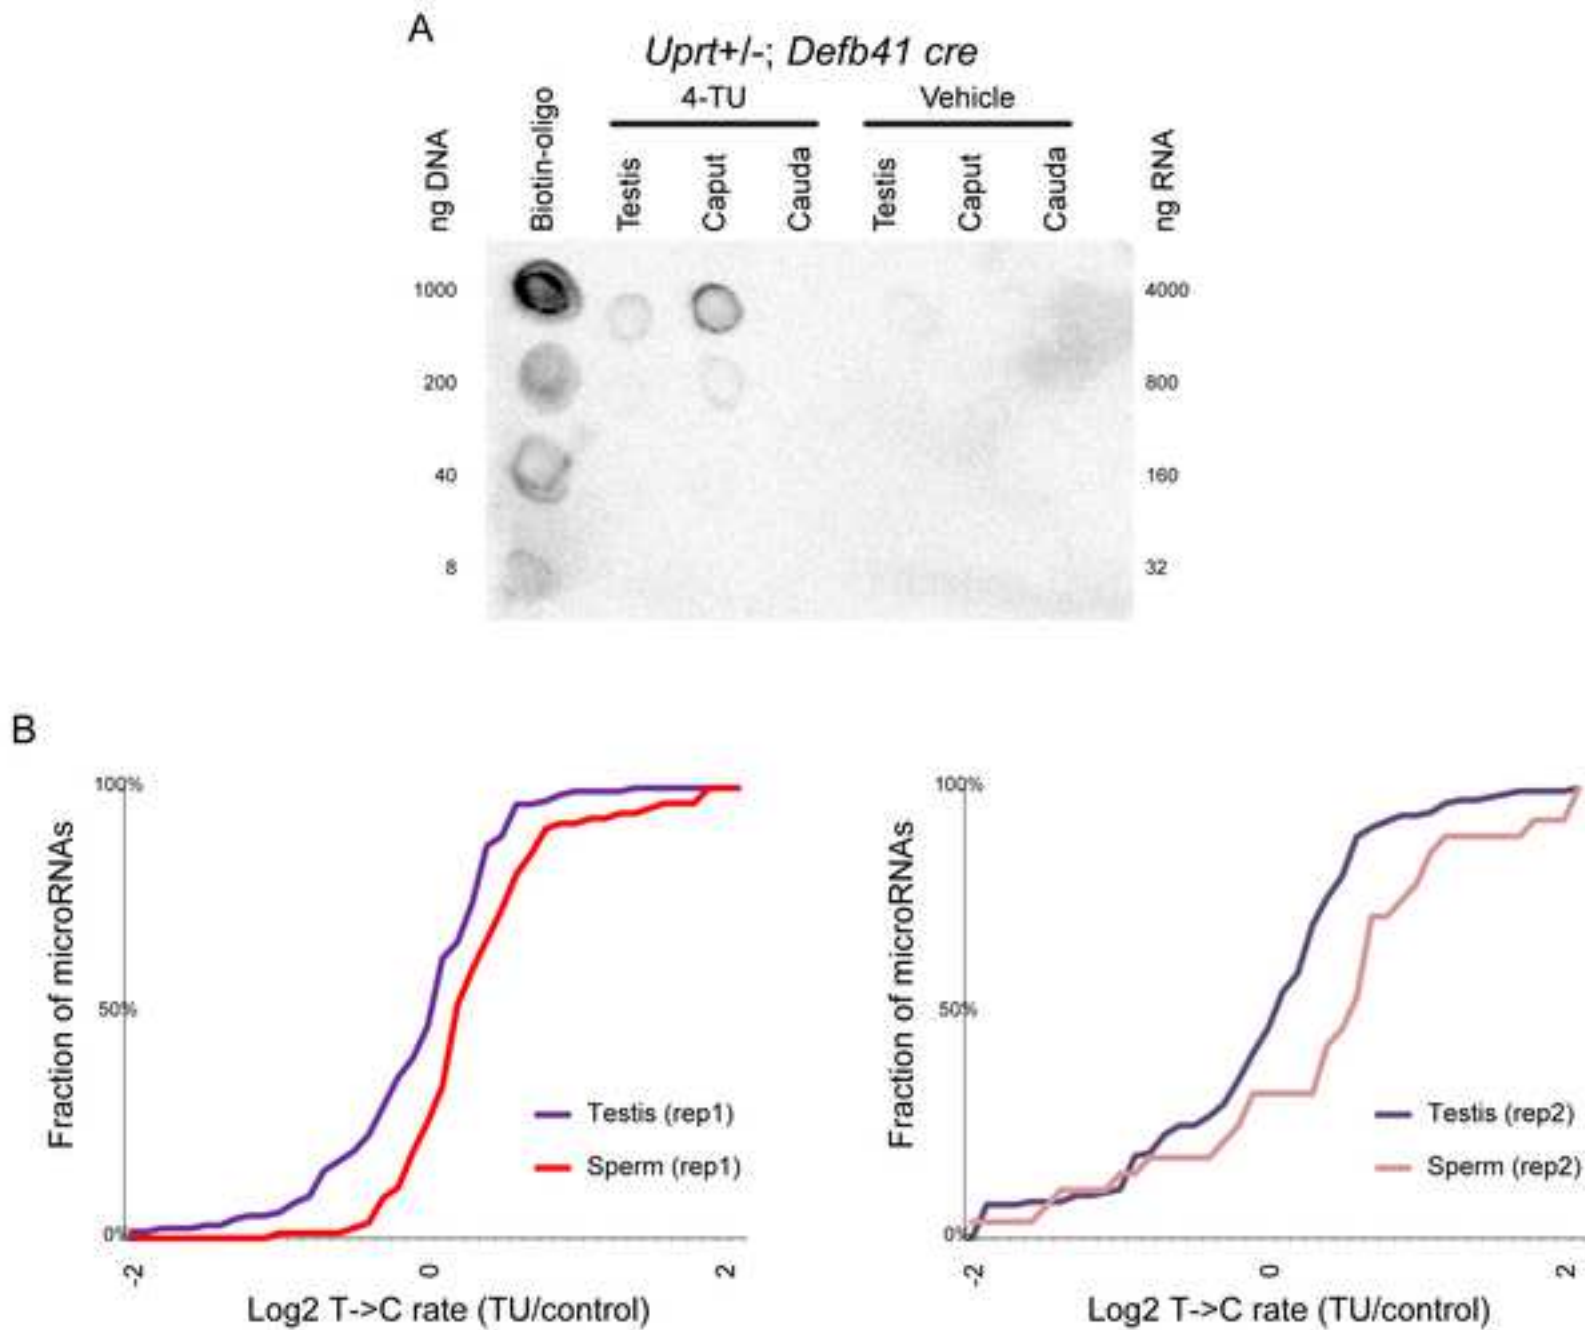 A
Uprt+/-; Defb41 cre
4-TU
Vehicle
ng DNA
Biotin-oligo
Testis
Caput
Cauda
Testis
Caput
Cauda
ng RNA
1000
4000
200
800
40
160
8
32
B
Fraction of microRNAs
100%
50%
0%
Testis (rep1)
Sperm (rep1)
-2
0
2
Log2 T->C rate (TU/control)
Fraction of microRNAs
100%
50%
0%
Testis (rep2)
Sperm (rep2)
-2
0
2
Log2 T->C rate (TU/control)